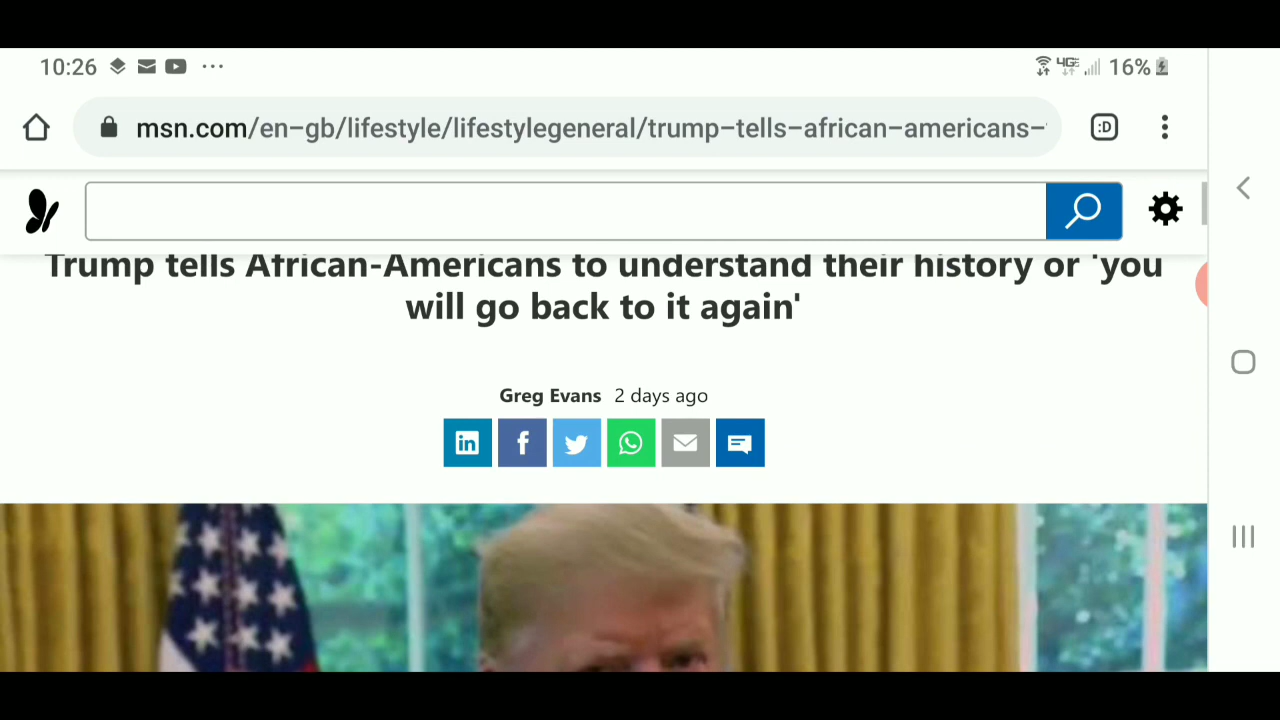 10:26 ... 16%
msn.com/en-gb/lifestyle/lifestylegeneral/trump-tells-african-americans-
:D
Trump tells African-Americans to understand their history or 'you
will go back to it again'
Greg Evans 2 days ago
in f